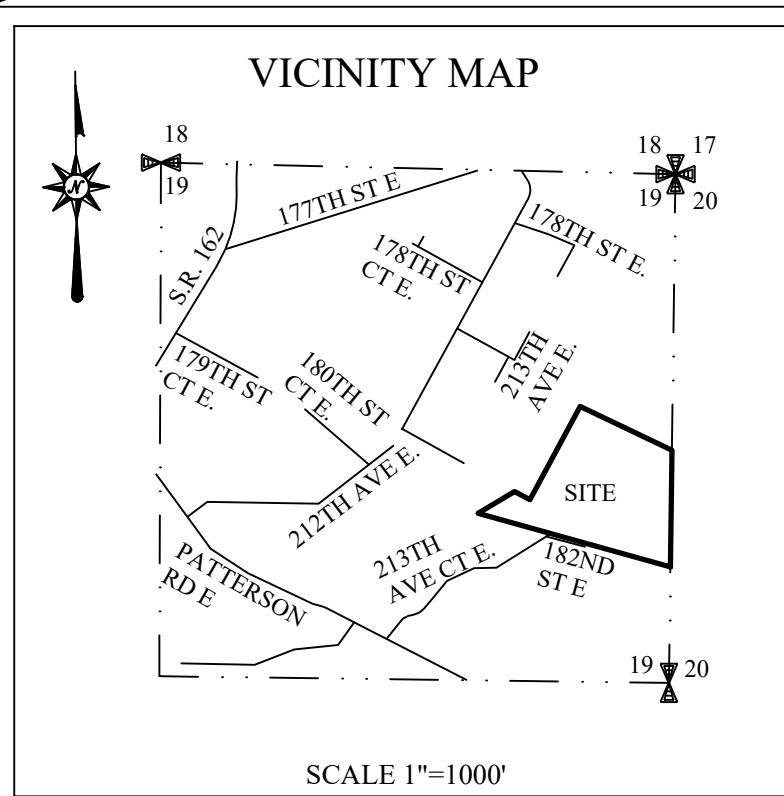 VICINITY MAP
18
19
18 17
19 20
N
177TH ST E
S.R. 162
178TH ST
CT E.
178TH ST E.
179TH ST
CT E.
180TH ST
CT E.
213TH
AVE E.
212TH AVE E.
SITE
213TH
AVE CT E.
182ND
ST E
PATTERSON
RD E
19 20
SCALE 1"=1000'